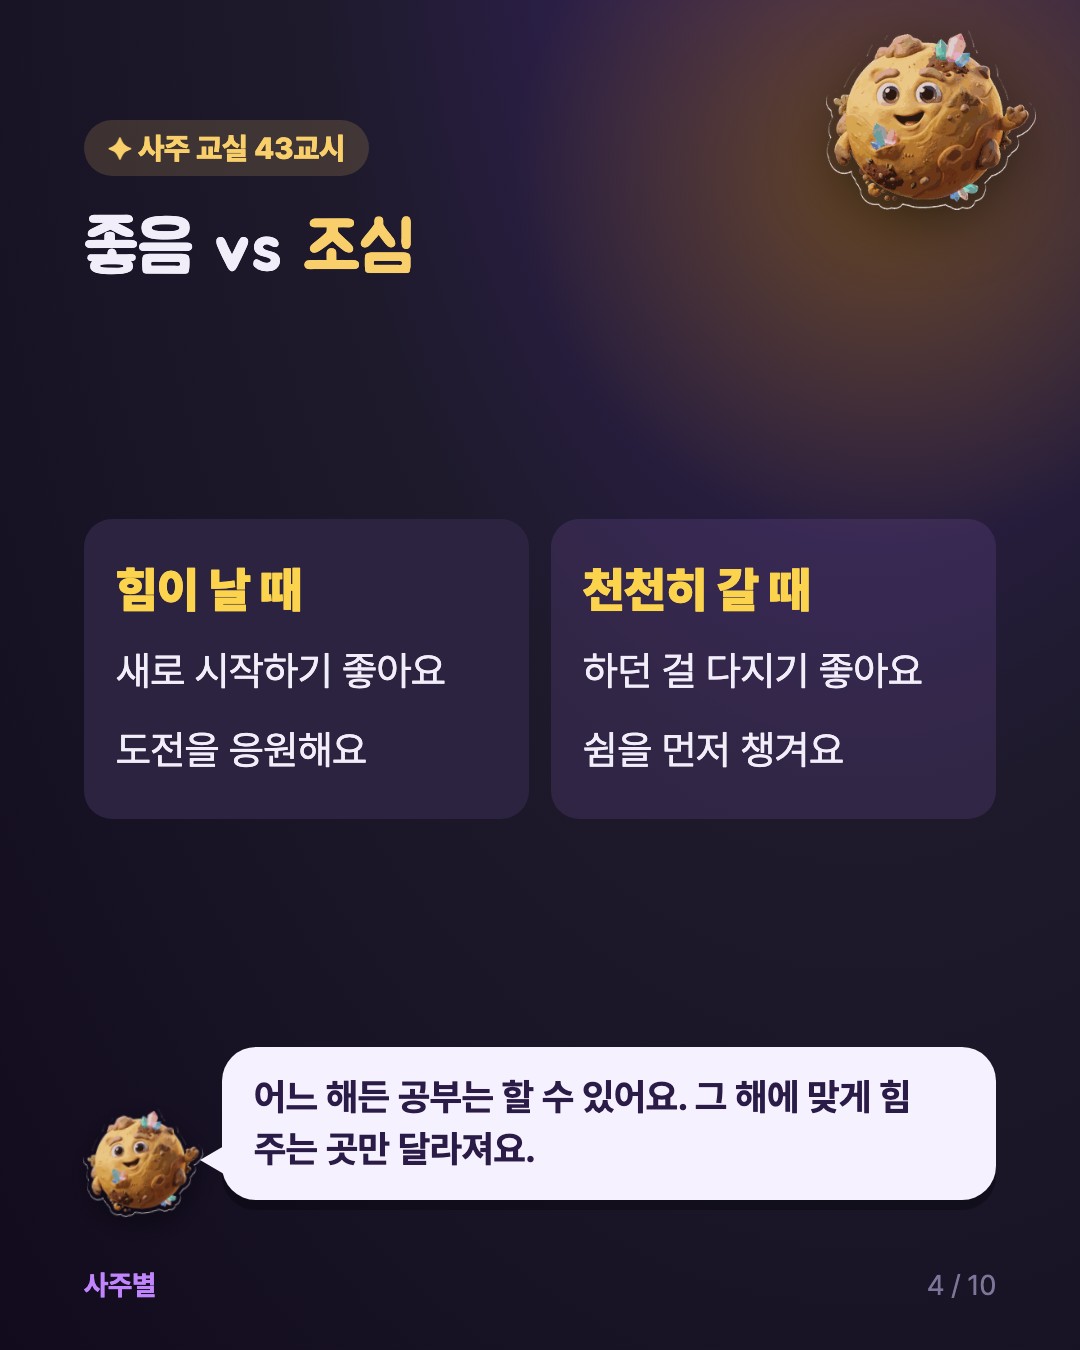 ✦ 사주 교실 43교시
좋음 vs 조심
힘이 날 때
새로 시작하기 좋아요
도전을 응원해요
천천히 갈 때
하던 걸 다지기 좋아요
쉼을 먼저 챙겨요
어느 해든 공부는 할 수 있어요. 그 해에 맞게 힘
주는 곳만 달라져요.
사주별
4 / 10